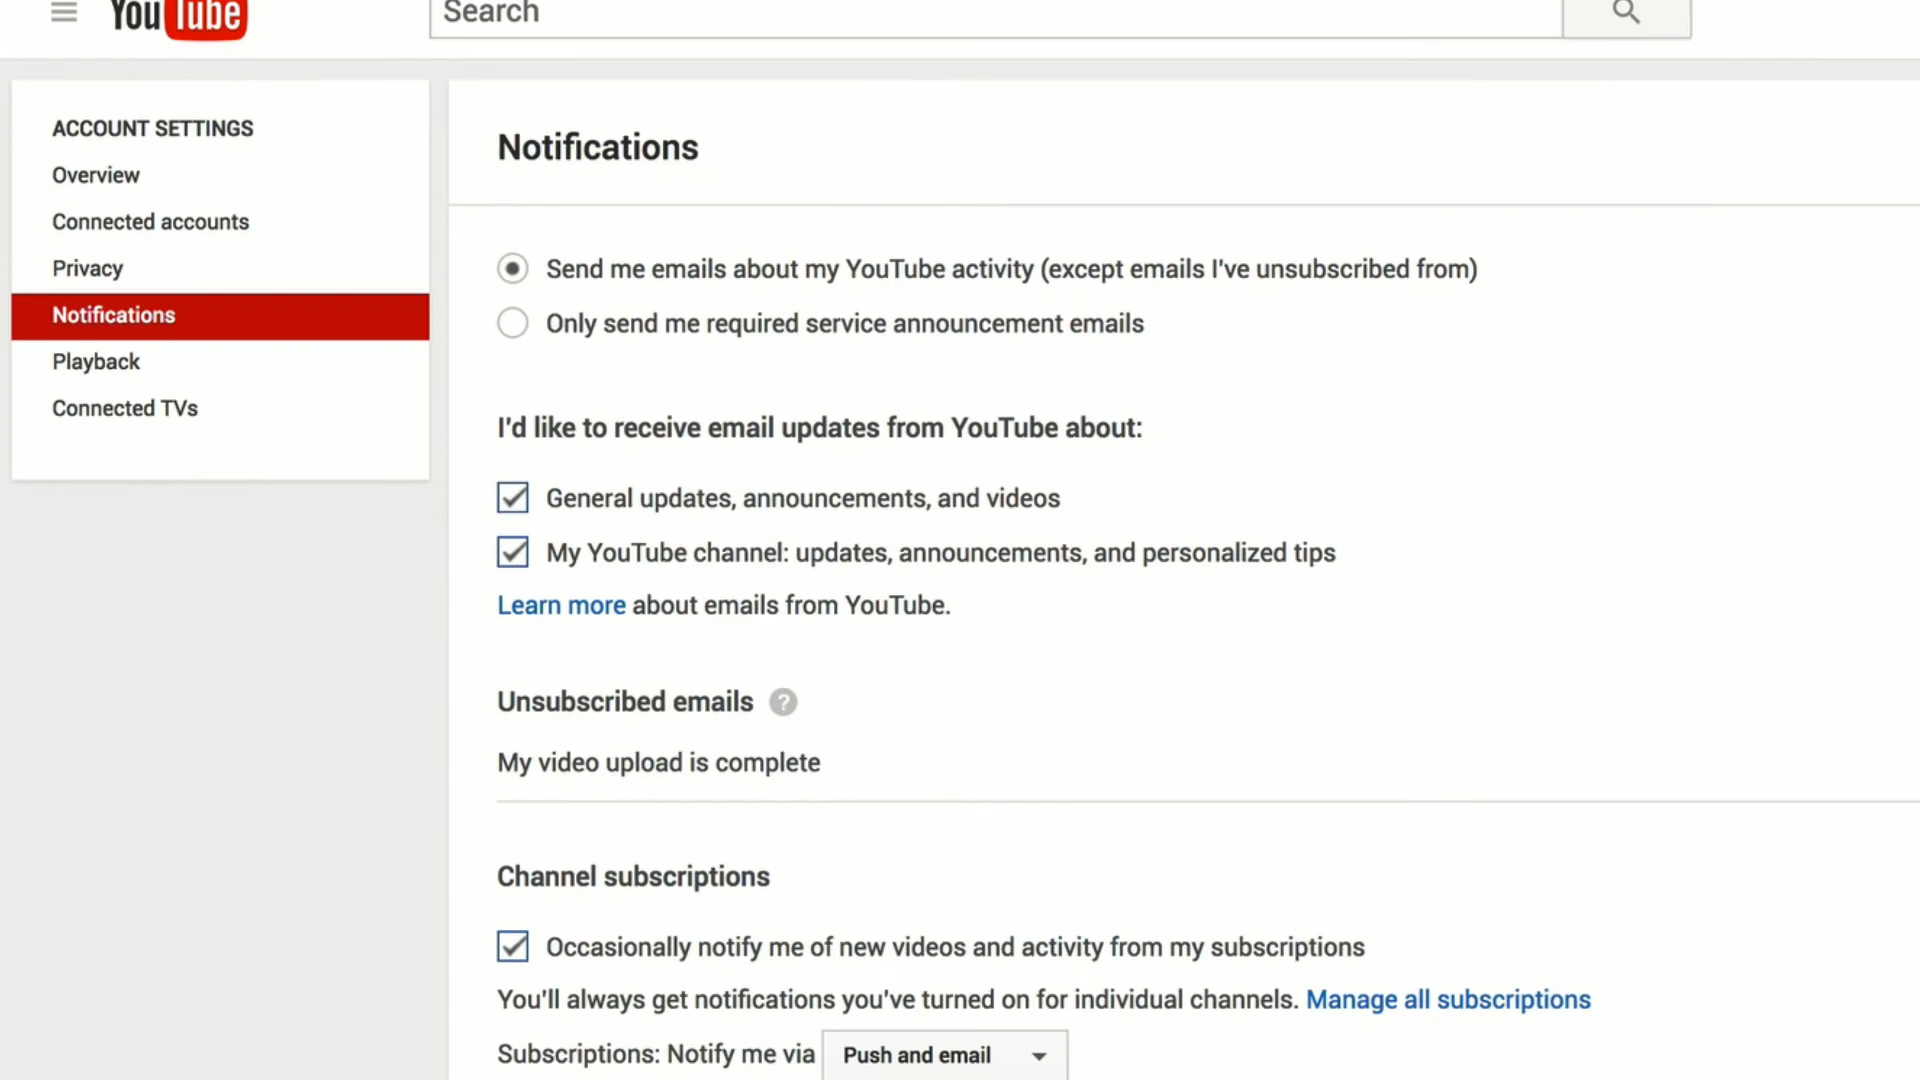 YouTube
Search
ACCOUNT SETTINGS
Overview
Connected accounts
Privacy
Notifications
Playback
Connected TVs
Notifications
Send me emails about my YouTube activity (except emails I've unsubscribed from)
Only send me required service announcement emails
I'd like to receive email updates from YouTube about:
General updates, announcements, and videos
My YouTube channel: updates, announcements, and personalized tips
Learn more about emails from YouTube.
Unsubscribed emails ?
My video upload is complete
Channel subscriptions
Occasionally notify me of new videos and activity from my subscriptions
You'll always get notifications you've turned on for individual channels. Manage all subscriptions
Subscriptions: Notify me via Push and email